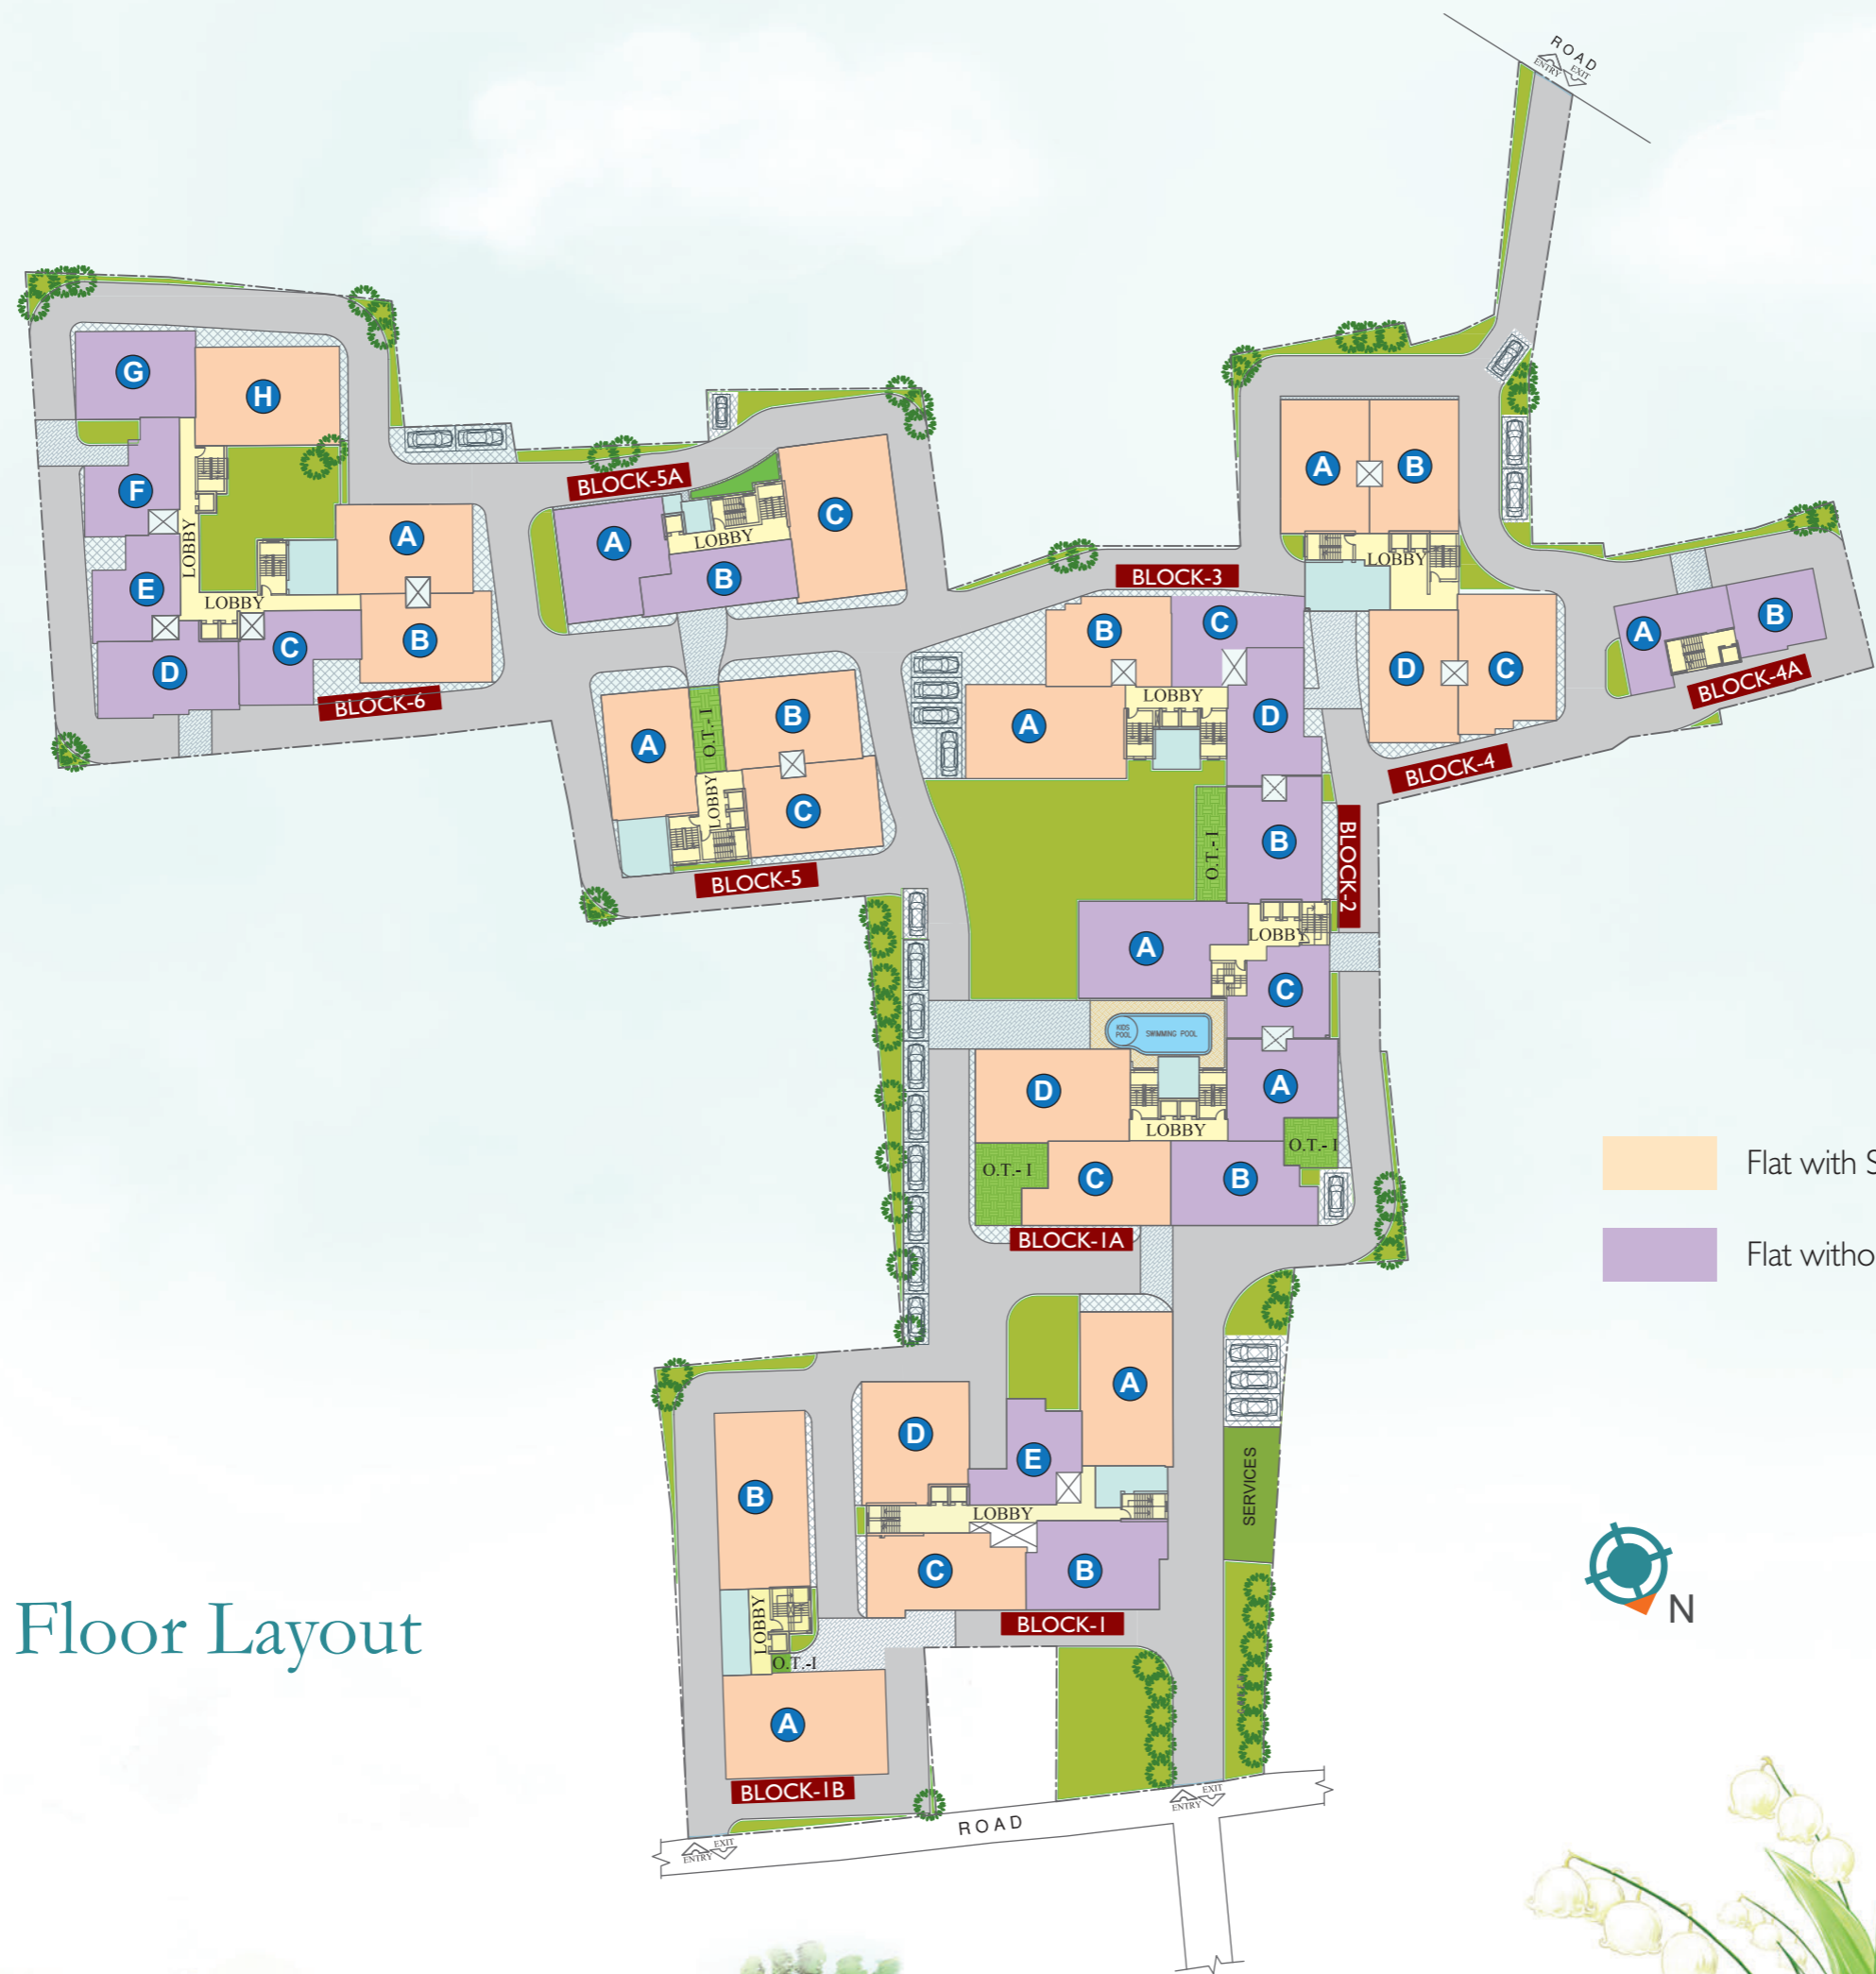 ROAD
ENTRY EXIT
G
H
F
A
E
LOBBY
LOBBY
B
C
D
BLOCK-6
BLOCK-5A
A
LOBBY
B
C
A
O.T.-I
B
LOBBY
C
BLOCK-5
BLOCK-3
B
C
LOBBY
A
D
A
B
LOBBY
D
C
BLOCK-4
A
B
BLOCK-4A
O.T.-I
B
BLOCK-2
A
LOBBY
C
KIDS POOL
SWIMMING POOL
D
A
LOBBY
O.T.-I
O.T.-I
C
B
BLOCK-1A
Flat with S
Flat witho
A
D
E
B
LOBBY
C
B
SERVICES
BLOCK-1
LOBBY
O.T.-I
A
BLOCK-1B
N
Floor Layout
ENTRY EXIT
ROAD
ENTRY EXIT